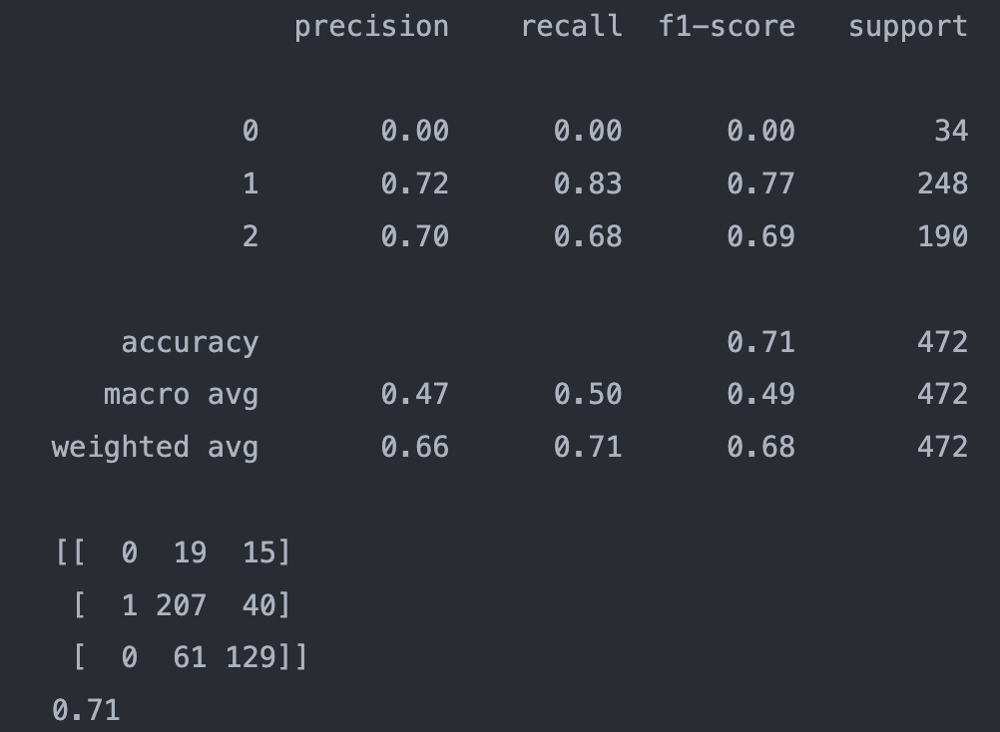 precision recall f1-score support
0 0.00 0.00 0.00 34
1 0.72 0.83 0.77 248
2 0.70 0.68 0.69 190
accuracy 0.71 472
macro avg 0.47 0.50 0.49 472
weighted avg 0.66 0.71 0.68 472
[[ 0 19 15]
[ 1 207 40]
[ 0 61 129]]
0.71